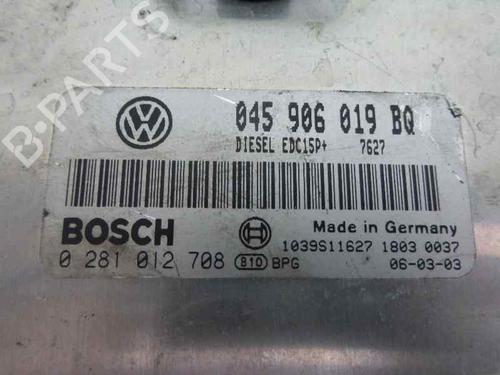 B-PARTS
045 906 019 BQ
DIESEL EDC15P+ 7627
BOSCH
Made in Germany
1039S11627 1803 0037
0 281 012 708 810 BPG 06-03-03